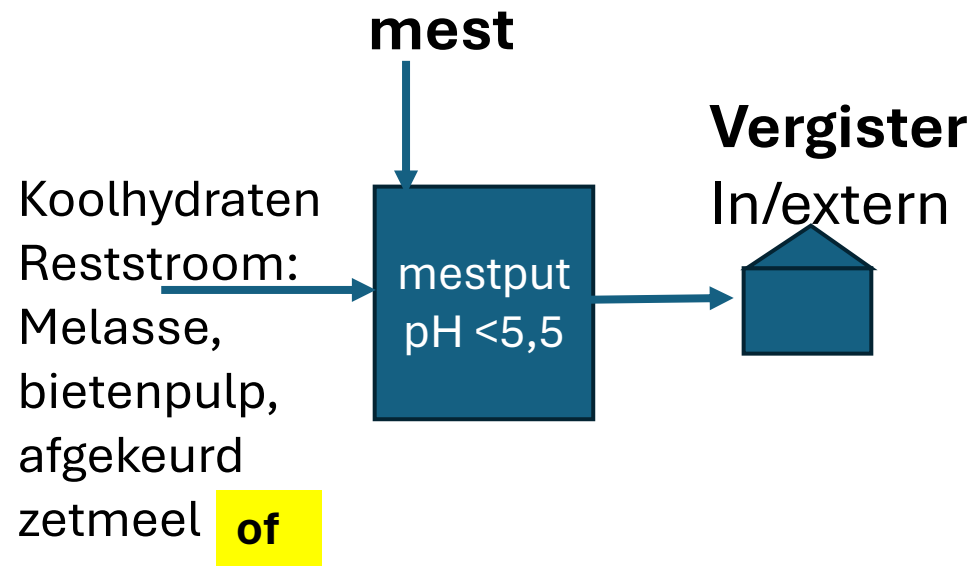 mest
Vergister
In/extern
Koolhydraten
Reststroom:
Melasse,
bietenpulp,
afgekeurd
zetmeel of
mestput
pH <5,5